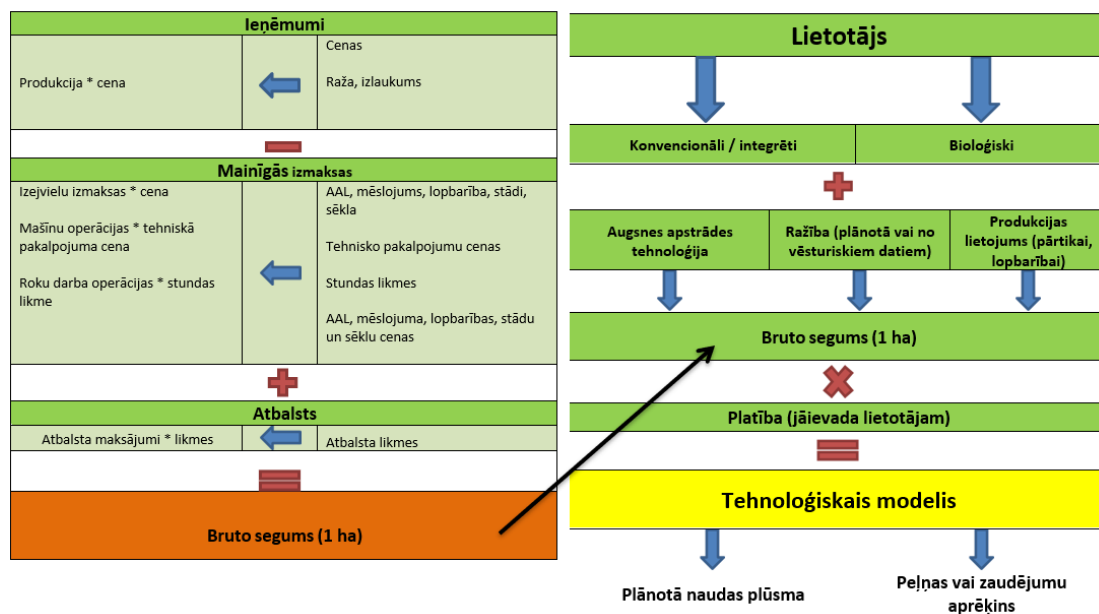 Ieņēmumi
Produkcija * cena
Cenas
Raža, izlaukums
Mainīgās izmaksas
Izejvielu izmaksas * cena
Mašīnu operācijas * tehniskā
pakalpojuma cena
Roku darba operācijas * stundas
likme
AAL, mēslojums, lopbarība, stādi,
sēkla
Tehnisko pakalpojumu cenas
Stundas likmes
AAL, mēslojuma, lopbarības, stādu
un sēklu cenas
Atbalsts
Atbalsta maksājumi * likmes
Atbalsta likmes
Bruto segums (1 ha)
Lietotājs
Konvencionāli / integrēti
Bioloģiski
Augsnes apstrādes
tehnoloģija
Ražība (plānotā vai no
vēsturiskiem datiem)
Produkcijas
lietojums (pārtikai,
lopbarībai)
Bruto segums (1 ha)
Platība (jāievada lietotājam)
Tehnoloģiskais modelis
Plānotā naudas plūsma
Peļņas vai zaudējumu
aprēķins